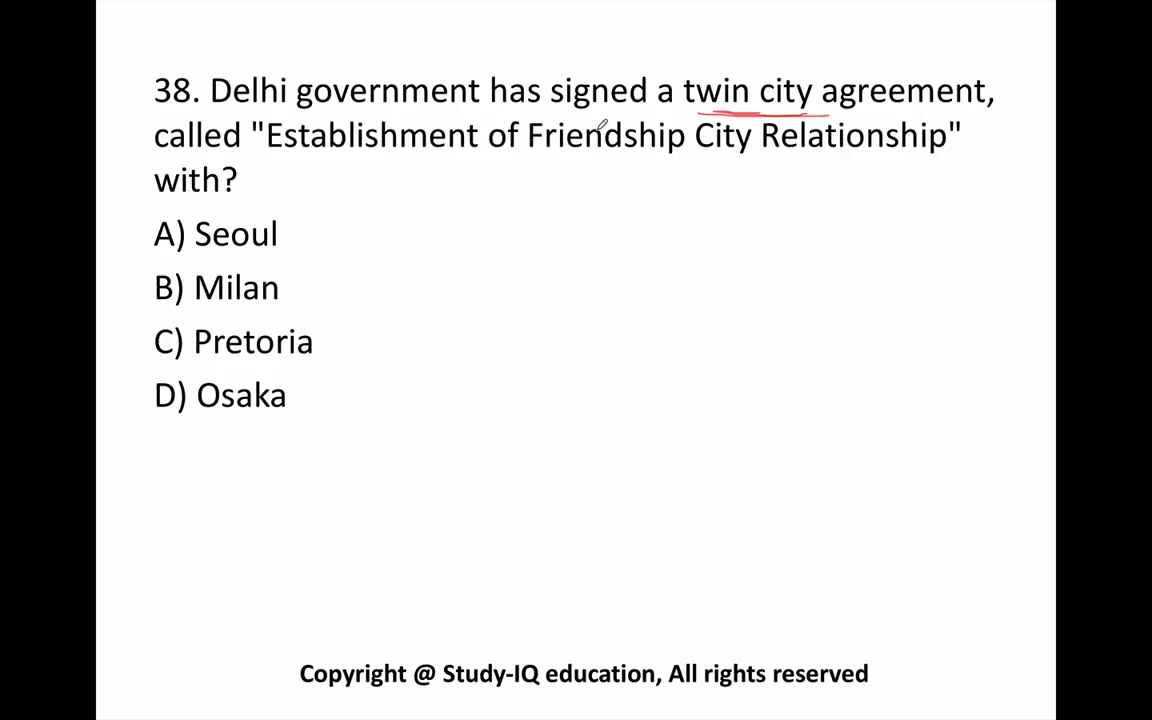 38. Delhi government has signed a twin city agreement,
called "Establishment of Friendship City Relationship"
with?
A) Seoul
B) Milan
C) Pretoria
D) Osaka
Copyright @ Study-IQ education, All rights reserved